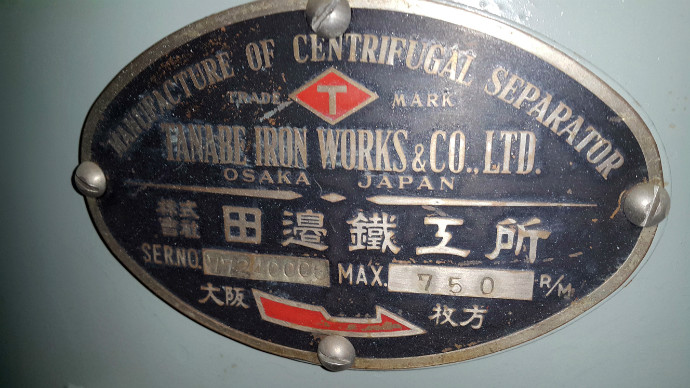 MANUFACTURE OF CENTRIFUGAL SEPARATOR
TRADE T MARK
TANABE IRON WORKS & CO., LTD.
OSAKA JAPAN
株式会社 田邉鐵工所
SER NO. MAX. 750 R/M
大阪 枚方